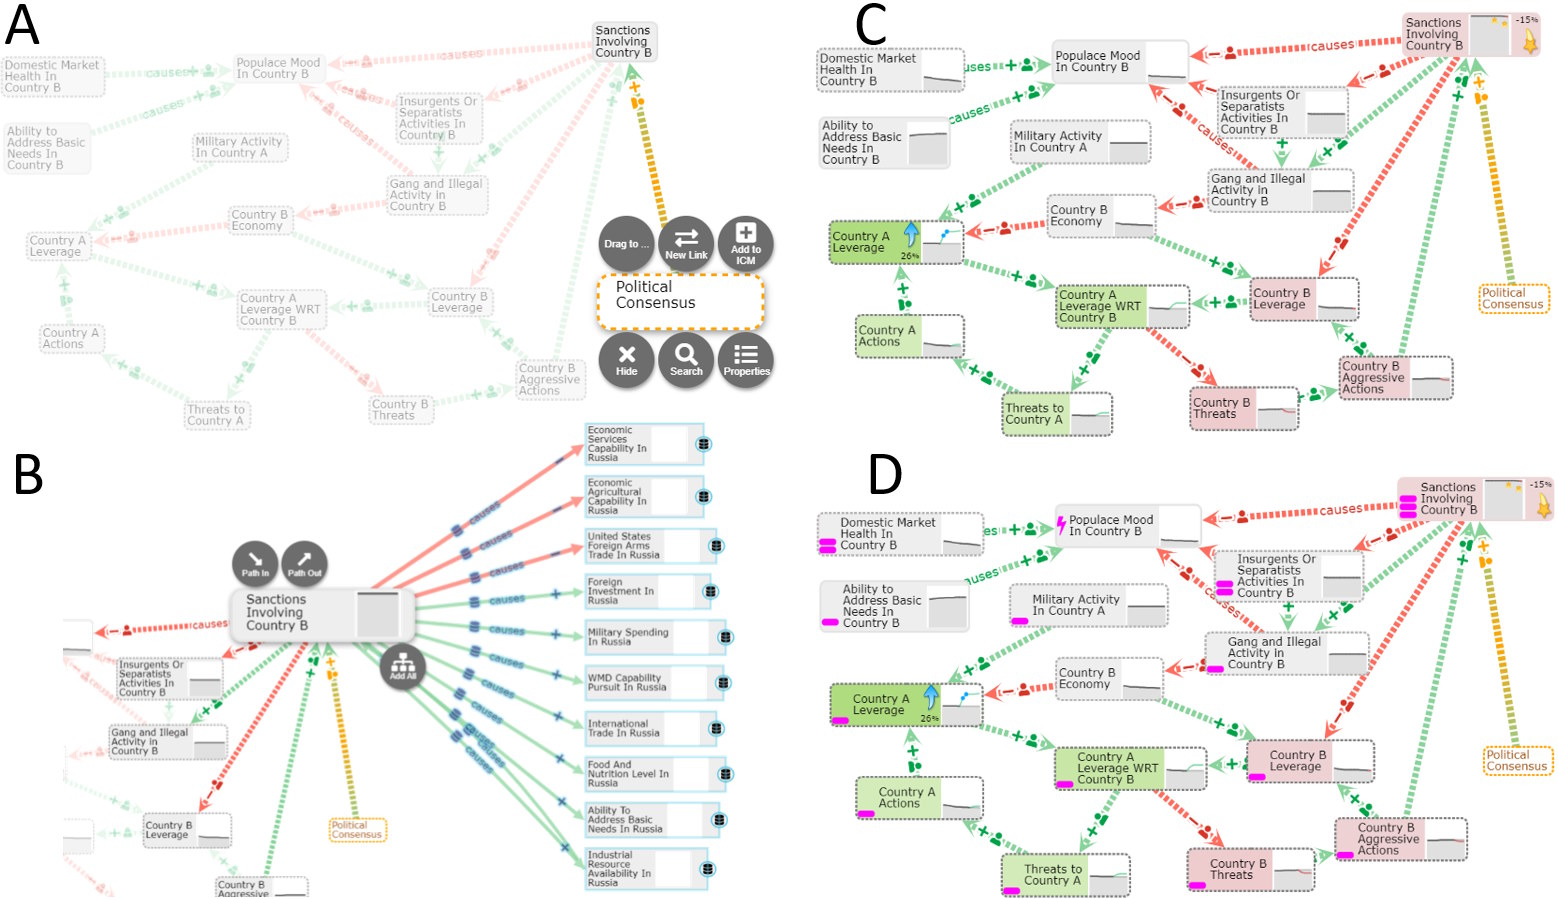 A
Sanctions
Involving
Country B
Domestic Market
Health In
Country B
causes
Populace Mood
In Country B
causes
Insurgents Or
Separatists
Activities In
Country B
causes
causes
Ability to
Address Basic
Needs In
Country B
Military Activity
In Country A
Gang and Illegal
Activity In
Country B
Country B
Economy
Country A
Leverage
Drag to ...
New Link
Add to
ICM
Political
Consensus
Country A
Leverage WRT
Country B
Country B
Leverage
Country A
Actions
Hide
Search
Properties
Country B
Aggressive
Actions
Threats to
Country A
Country B
Threats
B
Economic
Services
Capability In
Russia
causes
Economic
Agricultural
Capability In
Russia
causes
United States
Foreign Arms
Trade In Russia
causes
Path In
Path Out
Foreign
Investment In
Russia
causes
Sanctions
Involving
Country B
causes
Military Spending
In Russia
causes
causes
WMD Capability
Pursuit In Russia
Add All
Insurgents Or
Separatists
Activities In
Country B
causes
International
Trade In Russia
causes
Gang and Illegal
Activity In
Country B
causes
causes
causes
Food And
Nutrition Level In
Russia
Country B
Leverage
Political
Consensus
Ability To
Address Basic
Needs In Russia
Industrial
Resource
Availability In
Russia
Country B
Aggressive
C
Sanctions
Involving
Country B
-15%
Domestic Market
Health In
Country B
uses
Populace Mood
In Country B
causes
causes
Insurgents Or
Separatists
Activities In
Country B
causes
Ability to
Address Basic
Needs In
Country B
Military Activity
In Country A
Gang and Illegal
Activity In
Country B
Country B
Economy
Country A
Leverage
26%
Country A
Leverage WRT
Country B
Country B
Leverage
Political
Consensus
Country A
Actions
Country B
Aggressive
Actions
Threats to
Country A
Country B
Threats
D
Sanctions
Involving
Country B
-15%
Domestic Market
Health In
Country B
es
Populace Mood
In Country B
causes
uses
Insurgents Or
Separatists
Activities In
Country B
causes
Ability to
Address Basic
Needs In
Country B
Military Activity
In Country A
Gang and Illegal
Activity In
Country B
Country B
Economy
Country A
Leverage
26%
Country A
Leverage WRT
Country B
Country B
Leverage
Political
Consensus
Country A
Actions
Country B
Aggressive
Actions
Threats to
Country A
Country B
Threats